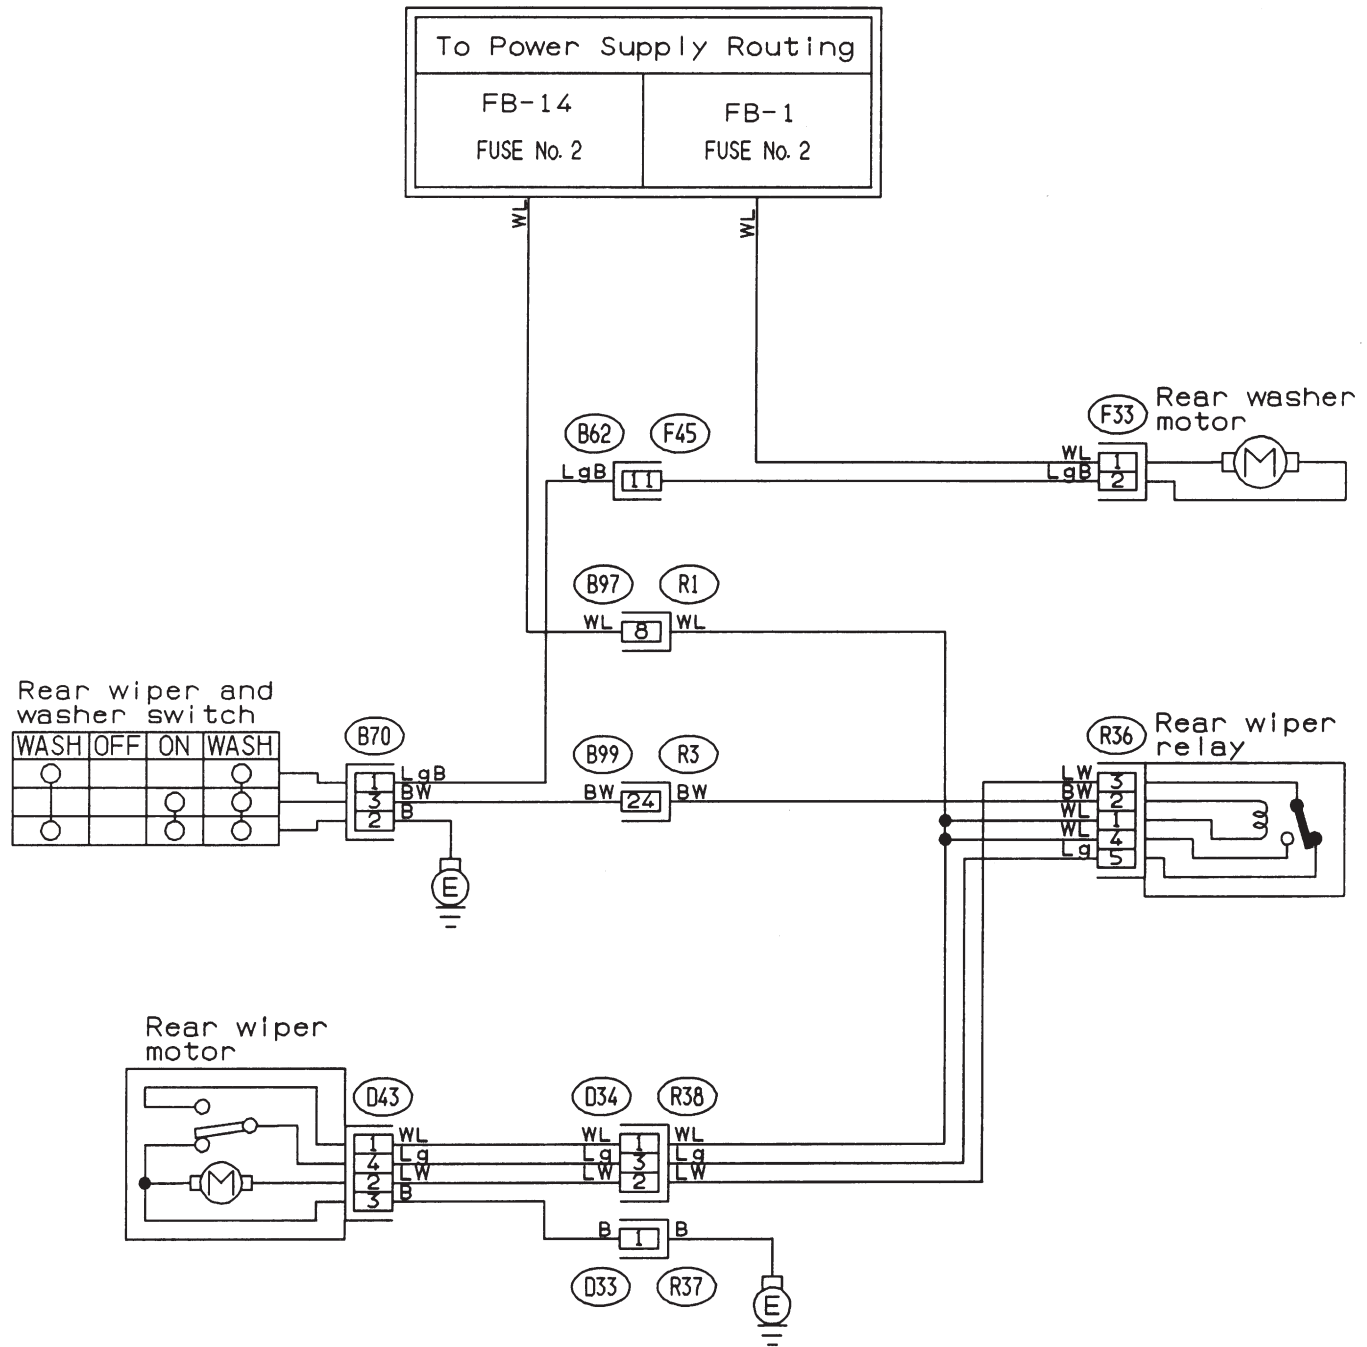 To Power Supply Routing
FB-14
FUSE No. 2
FB-1
FUSE No. 2
WL
WL
Rear washer
motor
F33
WL
LgB
1
2
M
B62
F45
LgB
11
B97
R1
WL
8
WL
Rear wiper and
washer switch
WASH OFF ON WASH
B70
1
3
2
LgB
BW
B
E
B99
R3
BW
24
BW
Rear wiper
relay
R36
LW
BW
WL
WL
Lg
3
2
1
4
5
Rear wiper
motor
M
D43
1
4
2
3
WL
Lg
LW
B
D34
R38
WL
Lg
LW
1
3
2
WL
Lg
LW
B
1
B
D33
R37
E